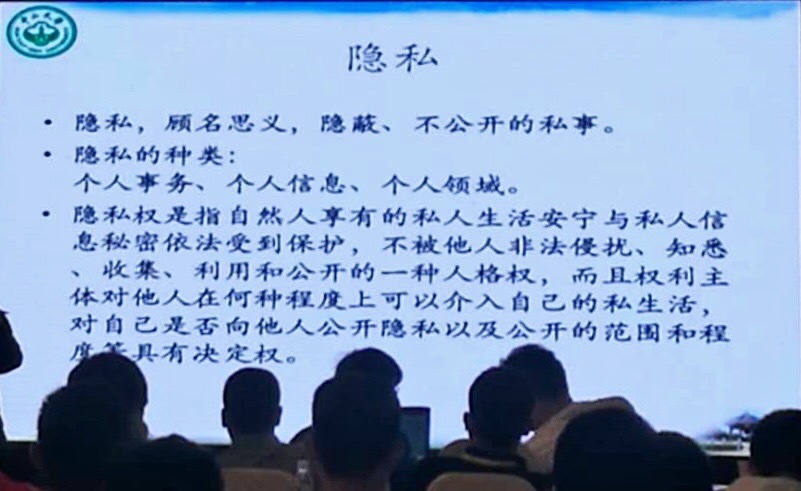 中山大学
隐私
• 隐私，顾名思义，隐蔽、不公开的私事。
• 隐私的种类：
个人事务、个人信息、个人领域。
• 隐私权是指自然人享有的私人生活安宁与私人信
息秘密依法受到保护，不被他人非法侵扰、知悉
、收集、利用和公开的一种人格权，而且权利主
体对他人在何种程度上可以介入自己的私生活，
对自己是否向他人公开隐私以及公开的范围和程
度等具有决定权。